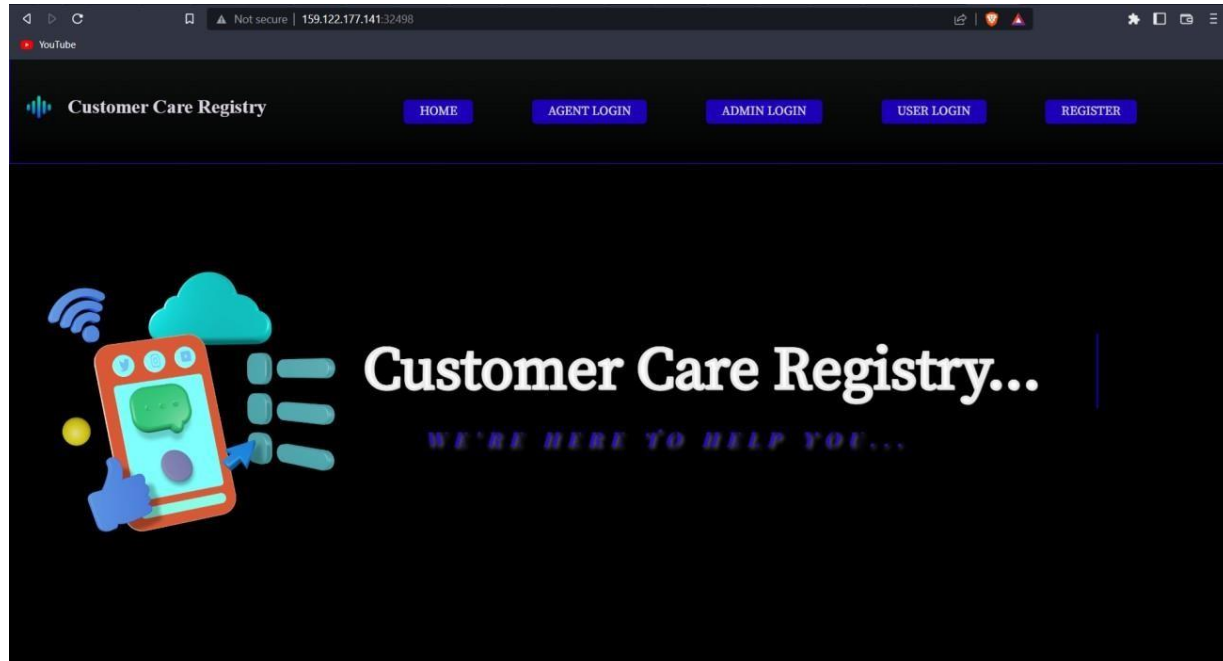 Not secure | 159.122.177.141:32498
YouTube
Customer Care Registry
HOME
AGENT LOGIN
ADMIN LOGIN
USER LOGIN
REGISTER
Customer Care Registry...
WE'RE HERE TO HELP YOU...